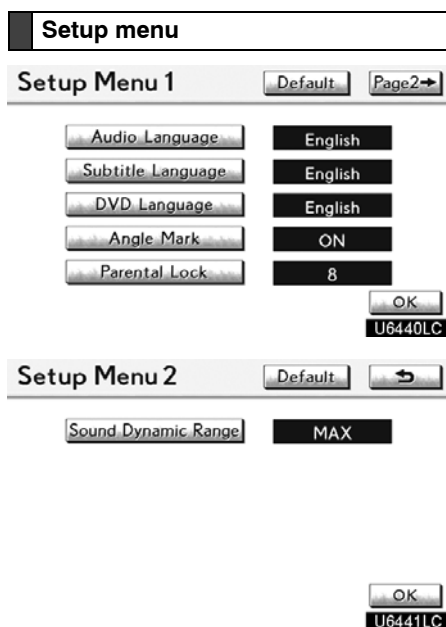 Setup menu
Setup Menu 1 Default Page2→
Audio Language English
Subtitle Language English
DVD Language English
Angle Mark ON
Parental Lock 8
OK
U6440LC
Setup Menu 2 Default
Sound Dynamic Range MAX
OK
U6441LC